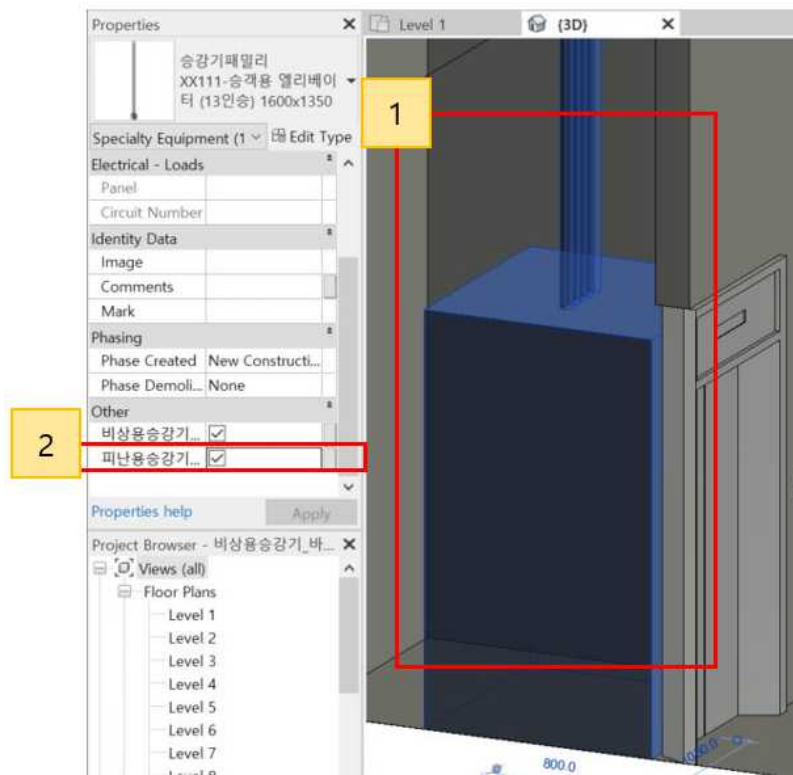 Properties
Level 1
{3D}
승강기패밀리
XX111-승객용 엘리베이
터 (13인승) 1600x1350
1
Specialty Equipment (1
Edit Type
Electrical - Loads
Panel
Circuit Number
Identity Data
Image
Comments
Mark
Phasing
Phase Created New Constructi...
Phase Demoli... None
Other
비상용승강기...
2
피난용승강기...
Properties help
Apply
Project Browser - 비상용승강기_바...
Views (all)
Floor Plans
Level 1
Level 2
Level 3
Level 4
Level 5
Level 6
Level 7
800.0